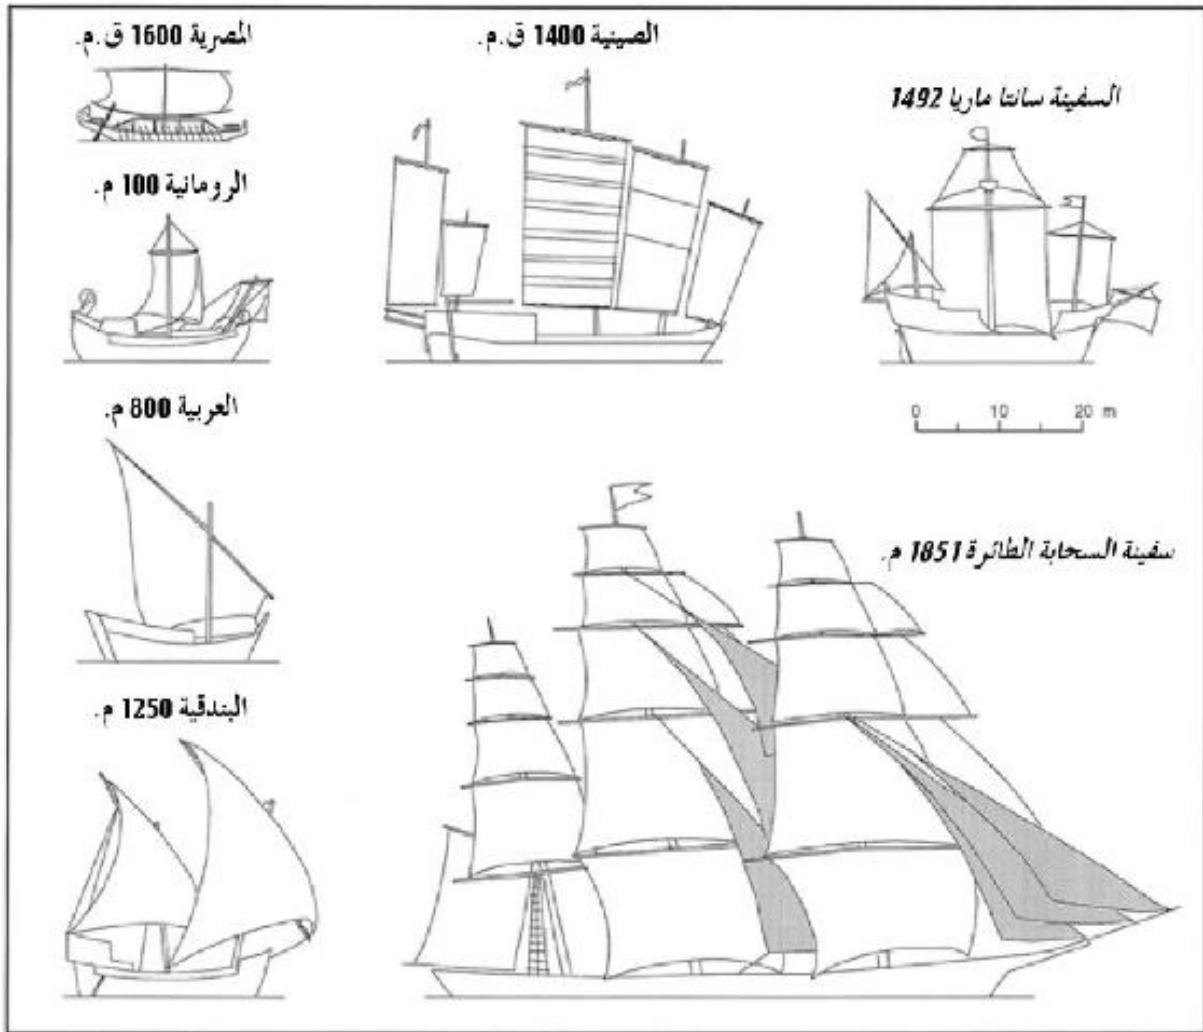 المصرية 1600 ق.م.
الصينية 1400 ق.م.
السفينة سانتا ماريا 1492
الرومانية 100 م.
العربية 800 م.
0 10 20 m
سفينة السحابة الطائرة 1851 م.
البندقية 1250 م.